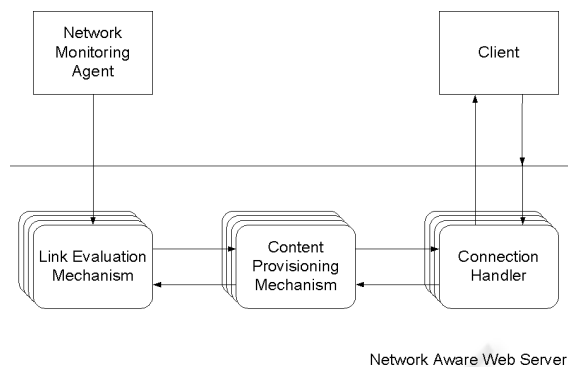 Network
Monitoring
Agent
Client
Link Evaluation
Mechanism
Content
Provisioning
Mechanism
Connection
Handler
Network Aware Web Server